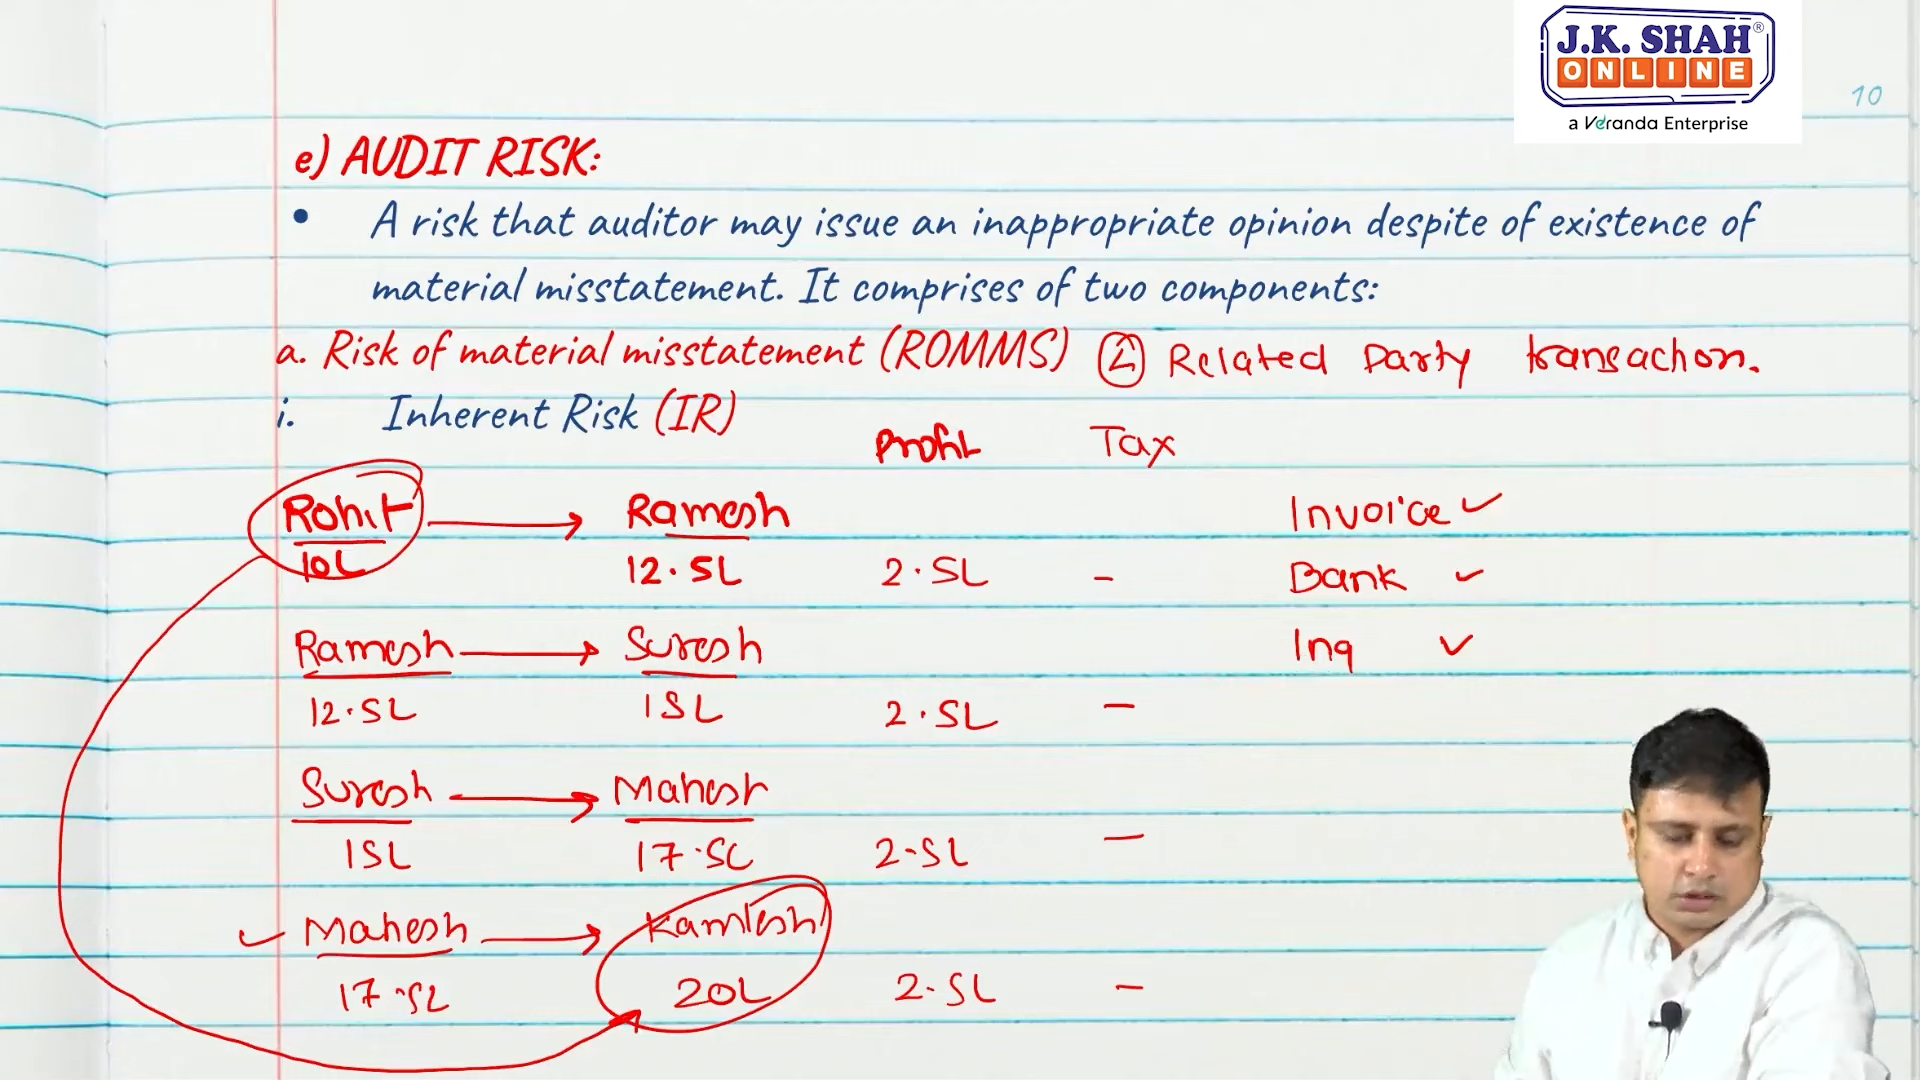 J.K. SHAH®
ONLINE
a Veranda Enterprise
10
e) AUDIT RISK:
• A risk that auditor may issue an inappropriate opinion despite of existence of
material misstatement. It comprises of two components:
a. Risk of material misstatement (ROMMS) ② Related Party transaction.
i. Inherent Risk (IR)
Profit Tax
Rohit → Ramesh Invoice ✓
10L 12.5L 2.5L - Bank ✓
Ramesh → Suresh Inq ✓
12.5L 15L 2.5L -
Suresh → Mahesh
15L 17.5L 2.5L -
✓ Mahesh → Kamlesh
17.5L 20L 2.5L -